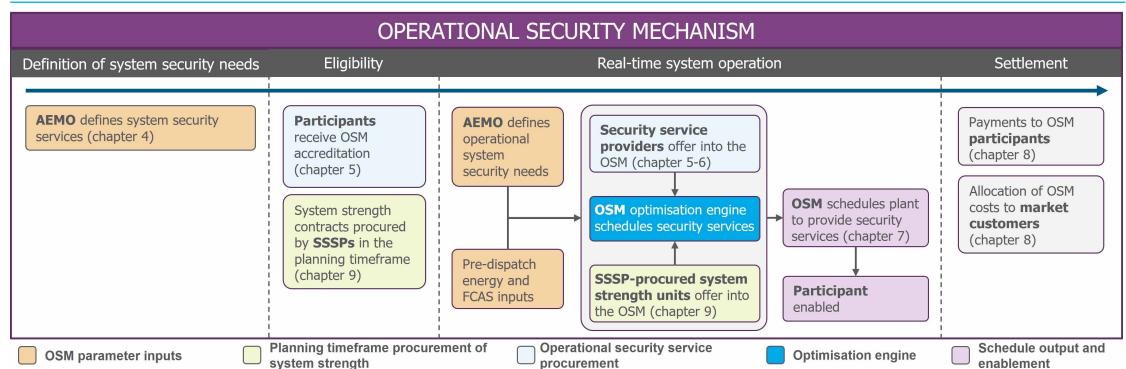 OPERATIONAL SECURITY MECHANISM
Definition of system security needs
Eligibility
Real-time system operation
Settlement
AEMO defines system security
services (chapter 4)
Participants
receive OSM
accreditation
(chapter 5)
System strength
contracts procured
by SSSPs in the
planning timeframe
(chapter 9)
AEMO defines
operational
system
security needs
Pre-dispatch
energy and
FCAS inputs
Security service
providers offer into the
OSM (chapter 5-6)
OSM optimisation engine
schedules security services
SSSP-procured system
strength units offer into
the OSM (chapter 9)
OSM schedules plant
to provide security
services (chapter 7)
Participant
enabled
Payments to OSM
participants
(chapter 8)
Allocation of OSM
costs to market
customers
(chapter 8)
OSM parameter inputs
Planning timeframe procurement of
system strength
Operational security service
procurement
Optimisation engine
Schedule output and
enablement